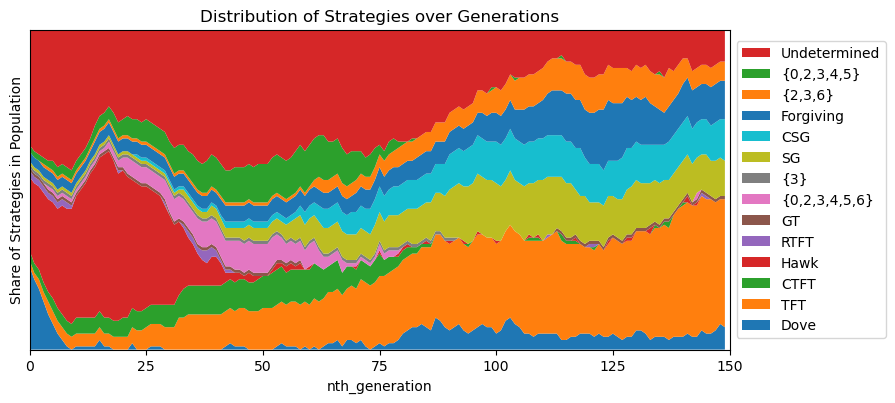 Distribution of Strategies over Generations
Share of Strategies in Population
0 25 50 75 100 125 150
nth_generation
Undetermined
{0,2,3,4,5}
{2,3,6}
Forgiving
CSG
SG
{3}
{0,2,3,4,5,6}
GT
RTFT
Hawk
CTFT
TFT
Dove